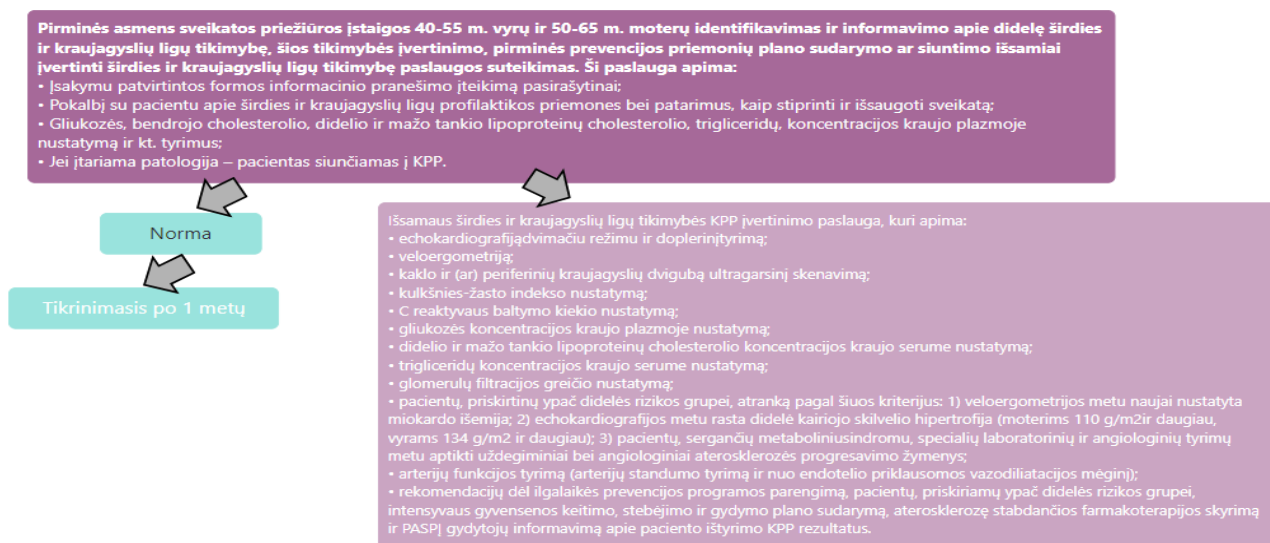 Pirminės asmens sveikatos priežiūros įstaigos 40-55 m. vyrų ir 50-65 m. moterų identifikavimas ir informavimo apie didelę širdies
ir kraujagyslių ligų tikimybę, šios tikimybės įvertinimo, pirminės prevencijos priemonių plano sudarymo ar siuntimo išsamiai
įvertinti širdies ir kraujagyslių ligų tikimybę paslaugos suteikimas. Ši paslauga apima:
• Įsakymu patvirtintos formos informacinio pranešimo įteikimą pasirašytinai;
• Pokalbį su pacientu apie širdies ir kraujagyslių ligų profilaktikos priemones bei patarimus, kaip stiprinti ir išsaugoti sveikatą;
• Gliukozės, bendrojo cholesterolio, didelio ir mažo tankio lipoproteinų cholesterolio, trigliceridų, koncentracijos kraujo plazmoje
nustatymą ir kt. tyrimus;
• Jei įtariama patologija – pacientas siunčiamas į KPP.
Norma
Tikrinimasis po 1 metų
Išsamaus širdies ir kraujagyslių ligų tikimybės KPP įvertinimo paslauga, kuri apima:
• echokardiografijądvimačiu režimu ir doplerinįtyrimą;
• veloergometriją;
• kaklo ir (ar) periferinių kraujagyslių dvigubą ultragarsinį skenavimą;
• kulkšnies-žasto indekso nustatymą;
• C reaktyvaus baltymo kiekio nustatymą;
• gliukozės koncentracijos kraujo plazmoje nustatymą;
• didelio ir mažo tankio lipoproteinų cholesterolio koncentracijos kraujo serume nustatymą;
• trigliceridų koncentracijos kraujo serume nustatymą;
• glomerulų filtracijos greičio nustatymą;
• pacientų, priskirtinų ypač didelės rizikos grupei, atranką pagal šiuos kriterijus: 1) veloergometrijos metu naujai nustatyta
miokardo išemija; 2) echokardiografijos metu rasta didelė kairiojo skilvelio hipertrofija (moterims 110 g/m2ir daugiau,
vyrams 134 g/m2 ir daugiau); 3) pacientų, sergančių metaboliniusindromu, specialių laboratorinių ir angiologinių tyrimų
metu aptikti uždegiminiai bei angiologiniai aterosklerozės progresavimo žymenys;
• arterijų funkcijos tyrimą (arterijų standumo tyrimą ir nuo endotelio priklausomos vazodiliatacijos mėginį);
• rekomendacijų dėl ilgalaikės prevencijos programos parengimą, pacientų, priskiriamų ypač didelės rizikos grupei,
intensyvaus gyvensenos keitimo, stebėjimo ir gydymo plano sudarymą, aterosklerozę stabdančios farmakoterapijos skyrimą
ir PASPĮ gydytojų informavimą apie paciento ištyrimo KPP rezultatus.